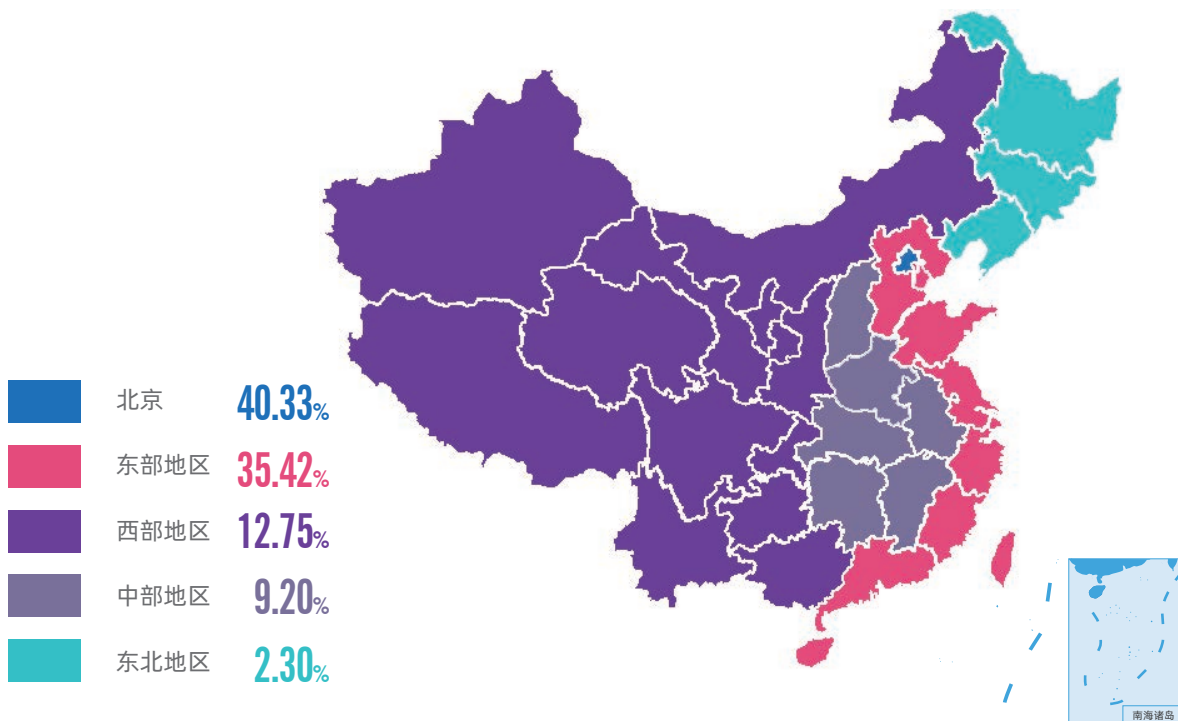 北京 40.33%
东部地区 35.42%
西部地区 12.75%
中部地区 9.20%
东北地区 2.30%
南海诸岛